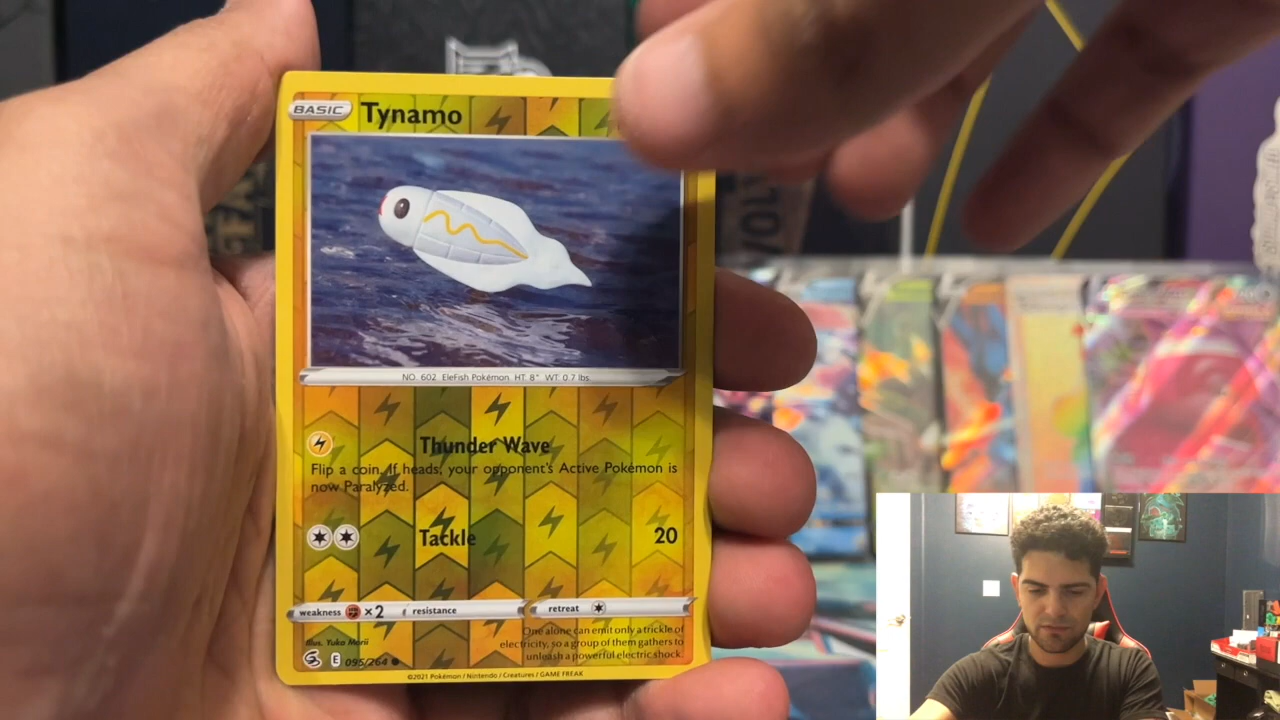 BASIC Tynamo
NO. 602 EleFish Pokémon HT: 8" WT: 0.7 lbs.
Thunder Wave
Flip a coin. If heads, your opponent's Active Pokémon is
now Paralyzed.
Tackle 20
weakness ×2 resistance retreat
Illus. Yuka Morii
One alone can emit only a trickle of
electricity, so a group of them gathers to
unleash a powerful electric shock.
E 095/264
©2021 Pokémon / Nintendo / Creatures / GAME FREAK